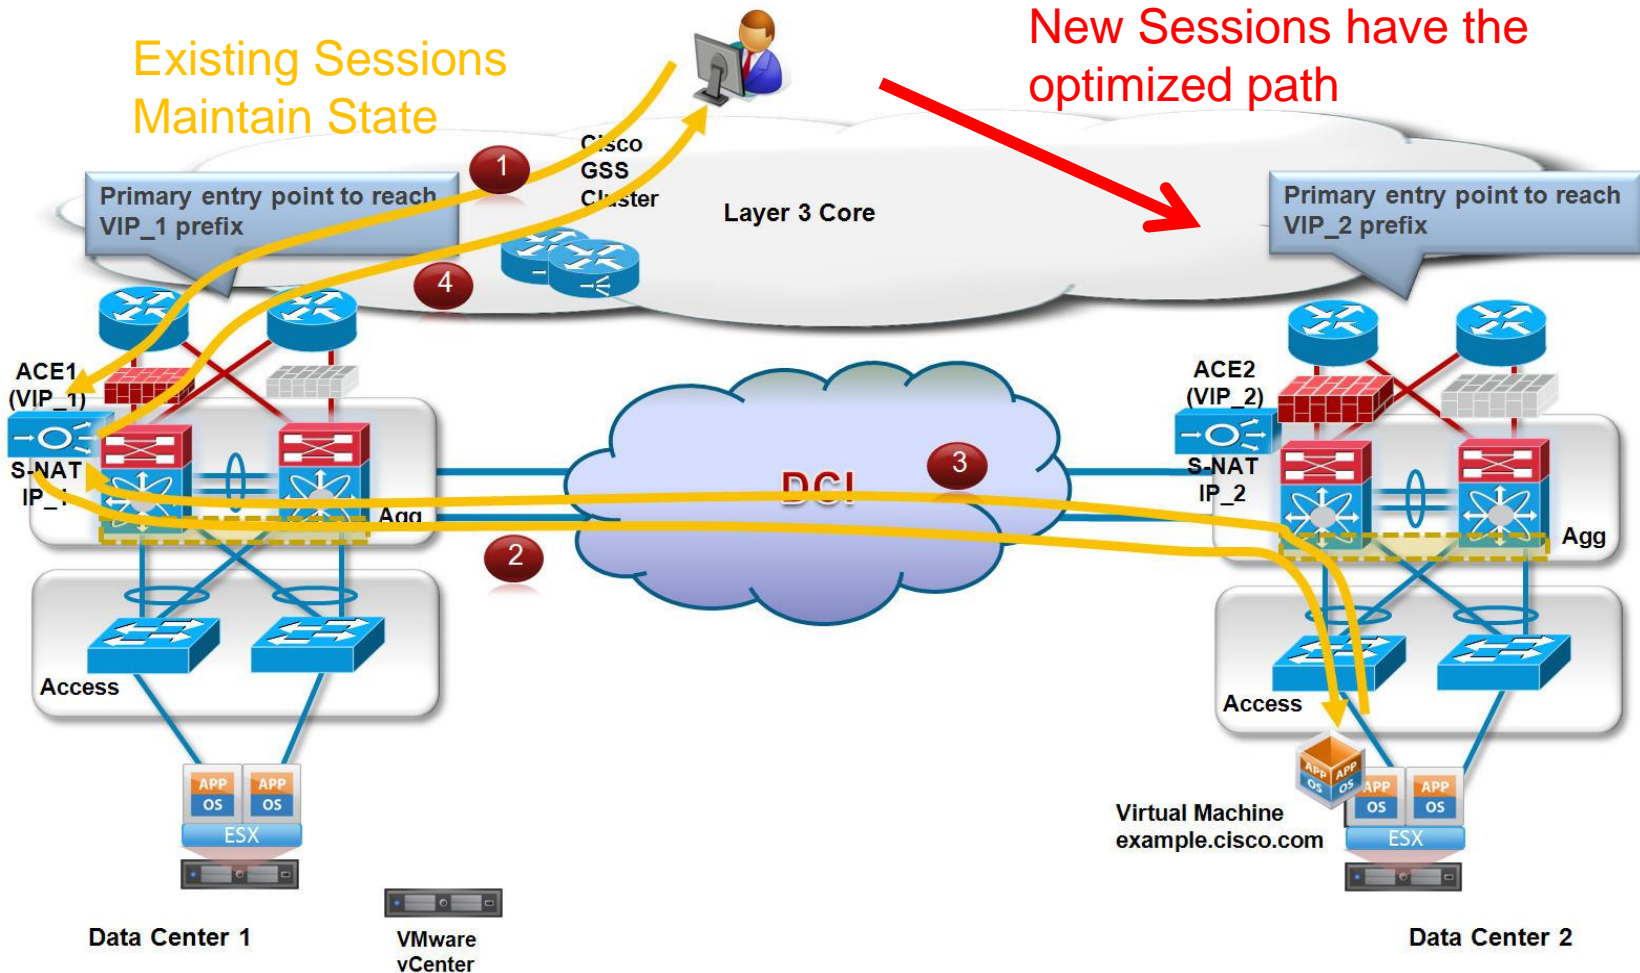 Existing Sessions
Maintain State
New Sessions have the
optimized path
Cisco
GSS
Cluster
1
Primary entry point to reach
VIP_1 prefix
Layer 3 Core
Primary entry point to reach
VIP_2 prefix
4
ACE1
(VIP_1)
S-NAT
IP_1
Agg
ACE2
(VIP_2)
S-NAT
IP_2
Agg
3
DCI
2
Access
Access
APP
OS
APP
OS
ESX
Virtual Machine
example.cisco.com
APP
OS
APP
OS
APP
OS
APP
OS
ESX
Data Center 1
VMware
vCenter
Data Center 2